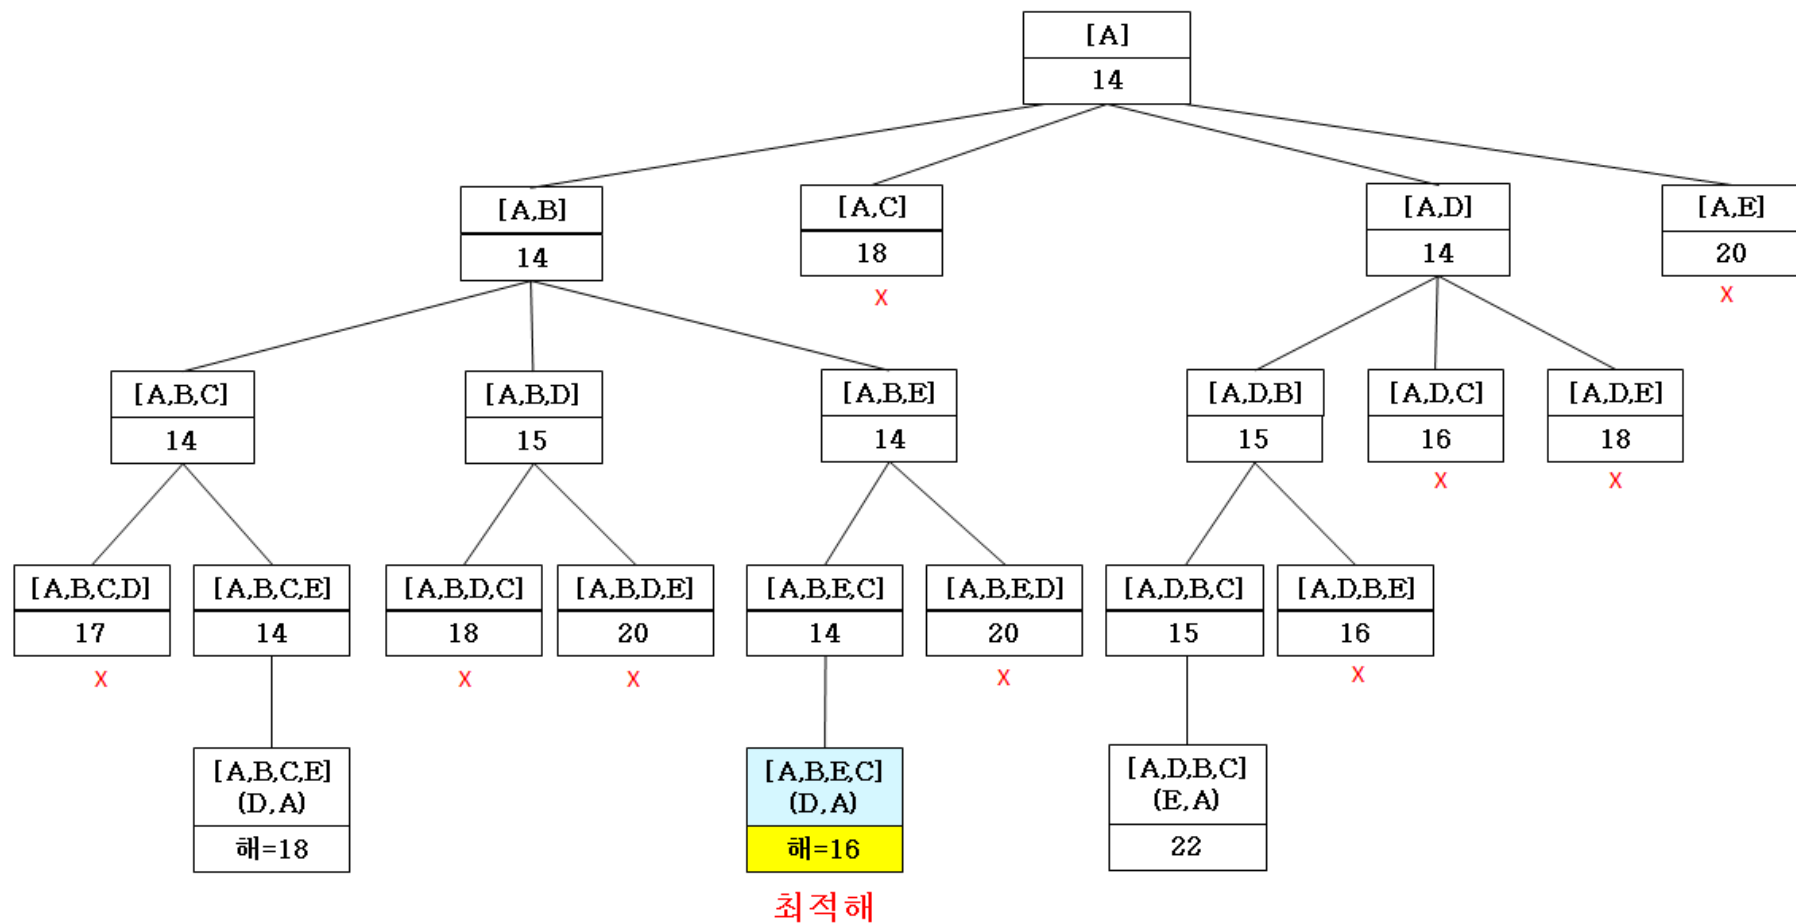 [A]
14
[A,B]
14
[A,C]
18
X
[A,D]
14
[A,E]
20
X
[A,B,C]
14
[A,B,D]
15
[A,B,E]
14
[A,D,B]
15
[A,D,C]
16
X
[A,D,E]
18
X
[A,B,C,D]
17
X
[A,B,C,E]
14
[A,B,D,C]
18
X
[A,B,D,E]
20
X
[A,B,E,C]
14
[A,B,E,D]
20
X
[A,D,B,C]
15
[A,D,B,E]
16
X
[A,B,C,E]
(D,A)
해=18
[A,B,E,C]
(D,A)
해=16
최적해
[A,D,B,C]
(E,A)
22